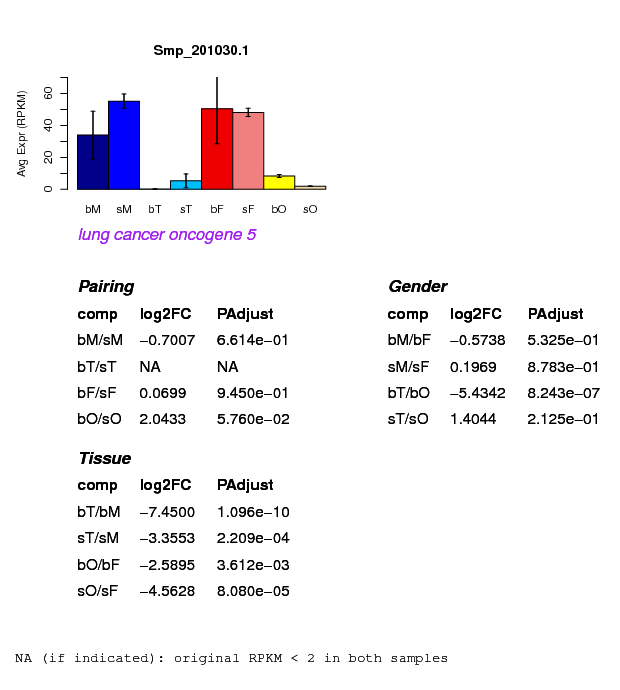 Smp_201030.1
Avg Expr (RPKM)
0 20 40 60
bM sM bT sT bF sF bO sO
lung cancer oncogene 5
Pairing
comp log2FC PAdjust
bM/sM −0.7007 6.614e−01
bT/sT NA NA
bF/sF 0.0699 9.450e−01
bO/sO 2.0433 5.760e−02
Gender
comp log2FC PAdjust
bM/bF −0.5738 5.325e−01
sM/sF 0.1969 8.783e−01
bT/bO −5.4342 8.243e−07
sT/sO 1.4044 2.125e−01
Tissue
comp log2FC PAdjust
bT/bM −7.4500 1.096e−10
sT/sM −3.3553 2.209e−04
bO/bF −2.5895 3.612e−03
sO/sF −4.5628 8.080e−05
NA (if indicated): original RPKM < 2 in both samples